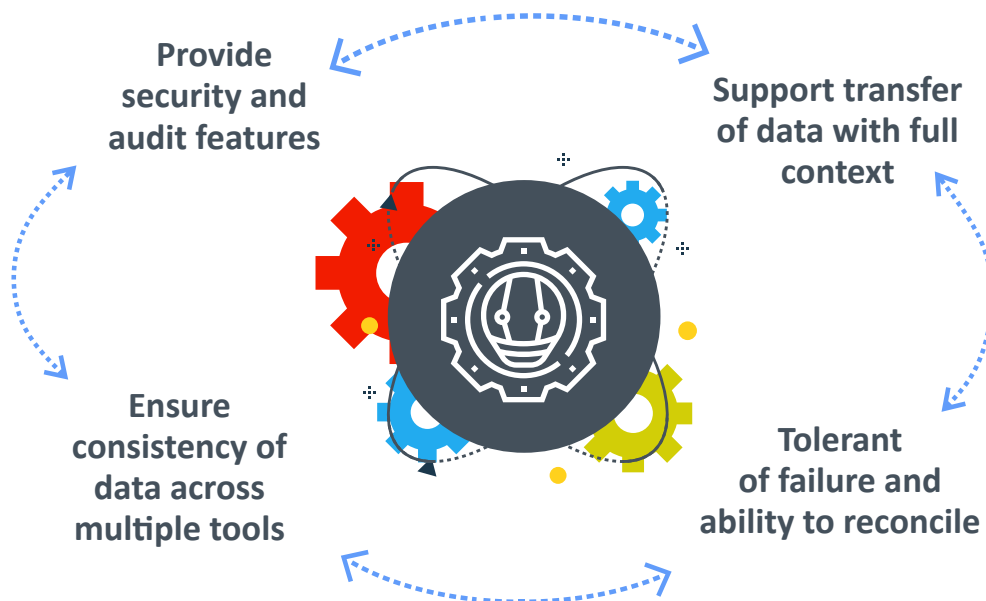 Provide
security and
audit features
Support transfer
of data with full
context
Ensure
consistency of
data across
multiple tools
Tolerant
of failure and
ability to reconcile